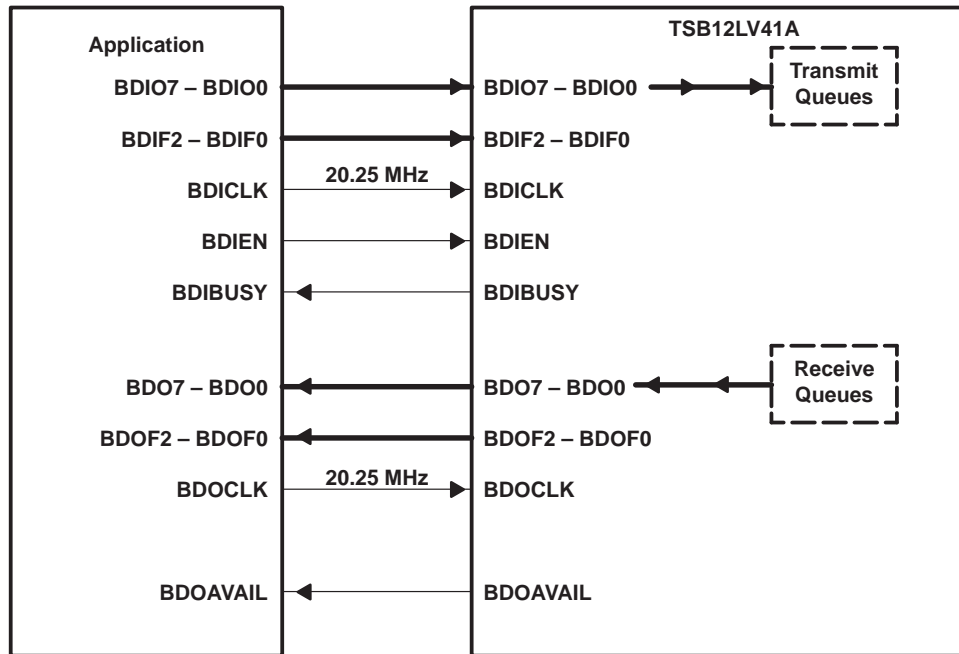 Application
TSB12LV41A
BDIO7 – BDIO0
BDIO7 – BDIO0
Transmit
Queues
BDIF2 – BDIF0
BDIF2 – BDIF0
BDICLK
20.25 MHz
BDICLK
BDIEN
BDIEN
BDIBUSY
BDIBUSY
BDO7 – BDO0
BDO7 – BDO0
Receive
Queues
BDOF2 – BDOF0
BDOF2 – BDOF0
BDOCLK
20.25 MHz
BDOCLK
BDOAVAIL
BDOAVAIL